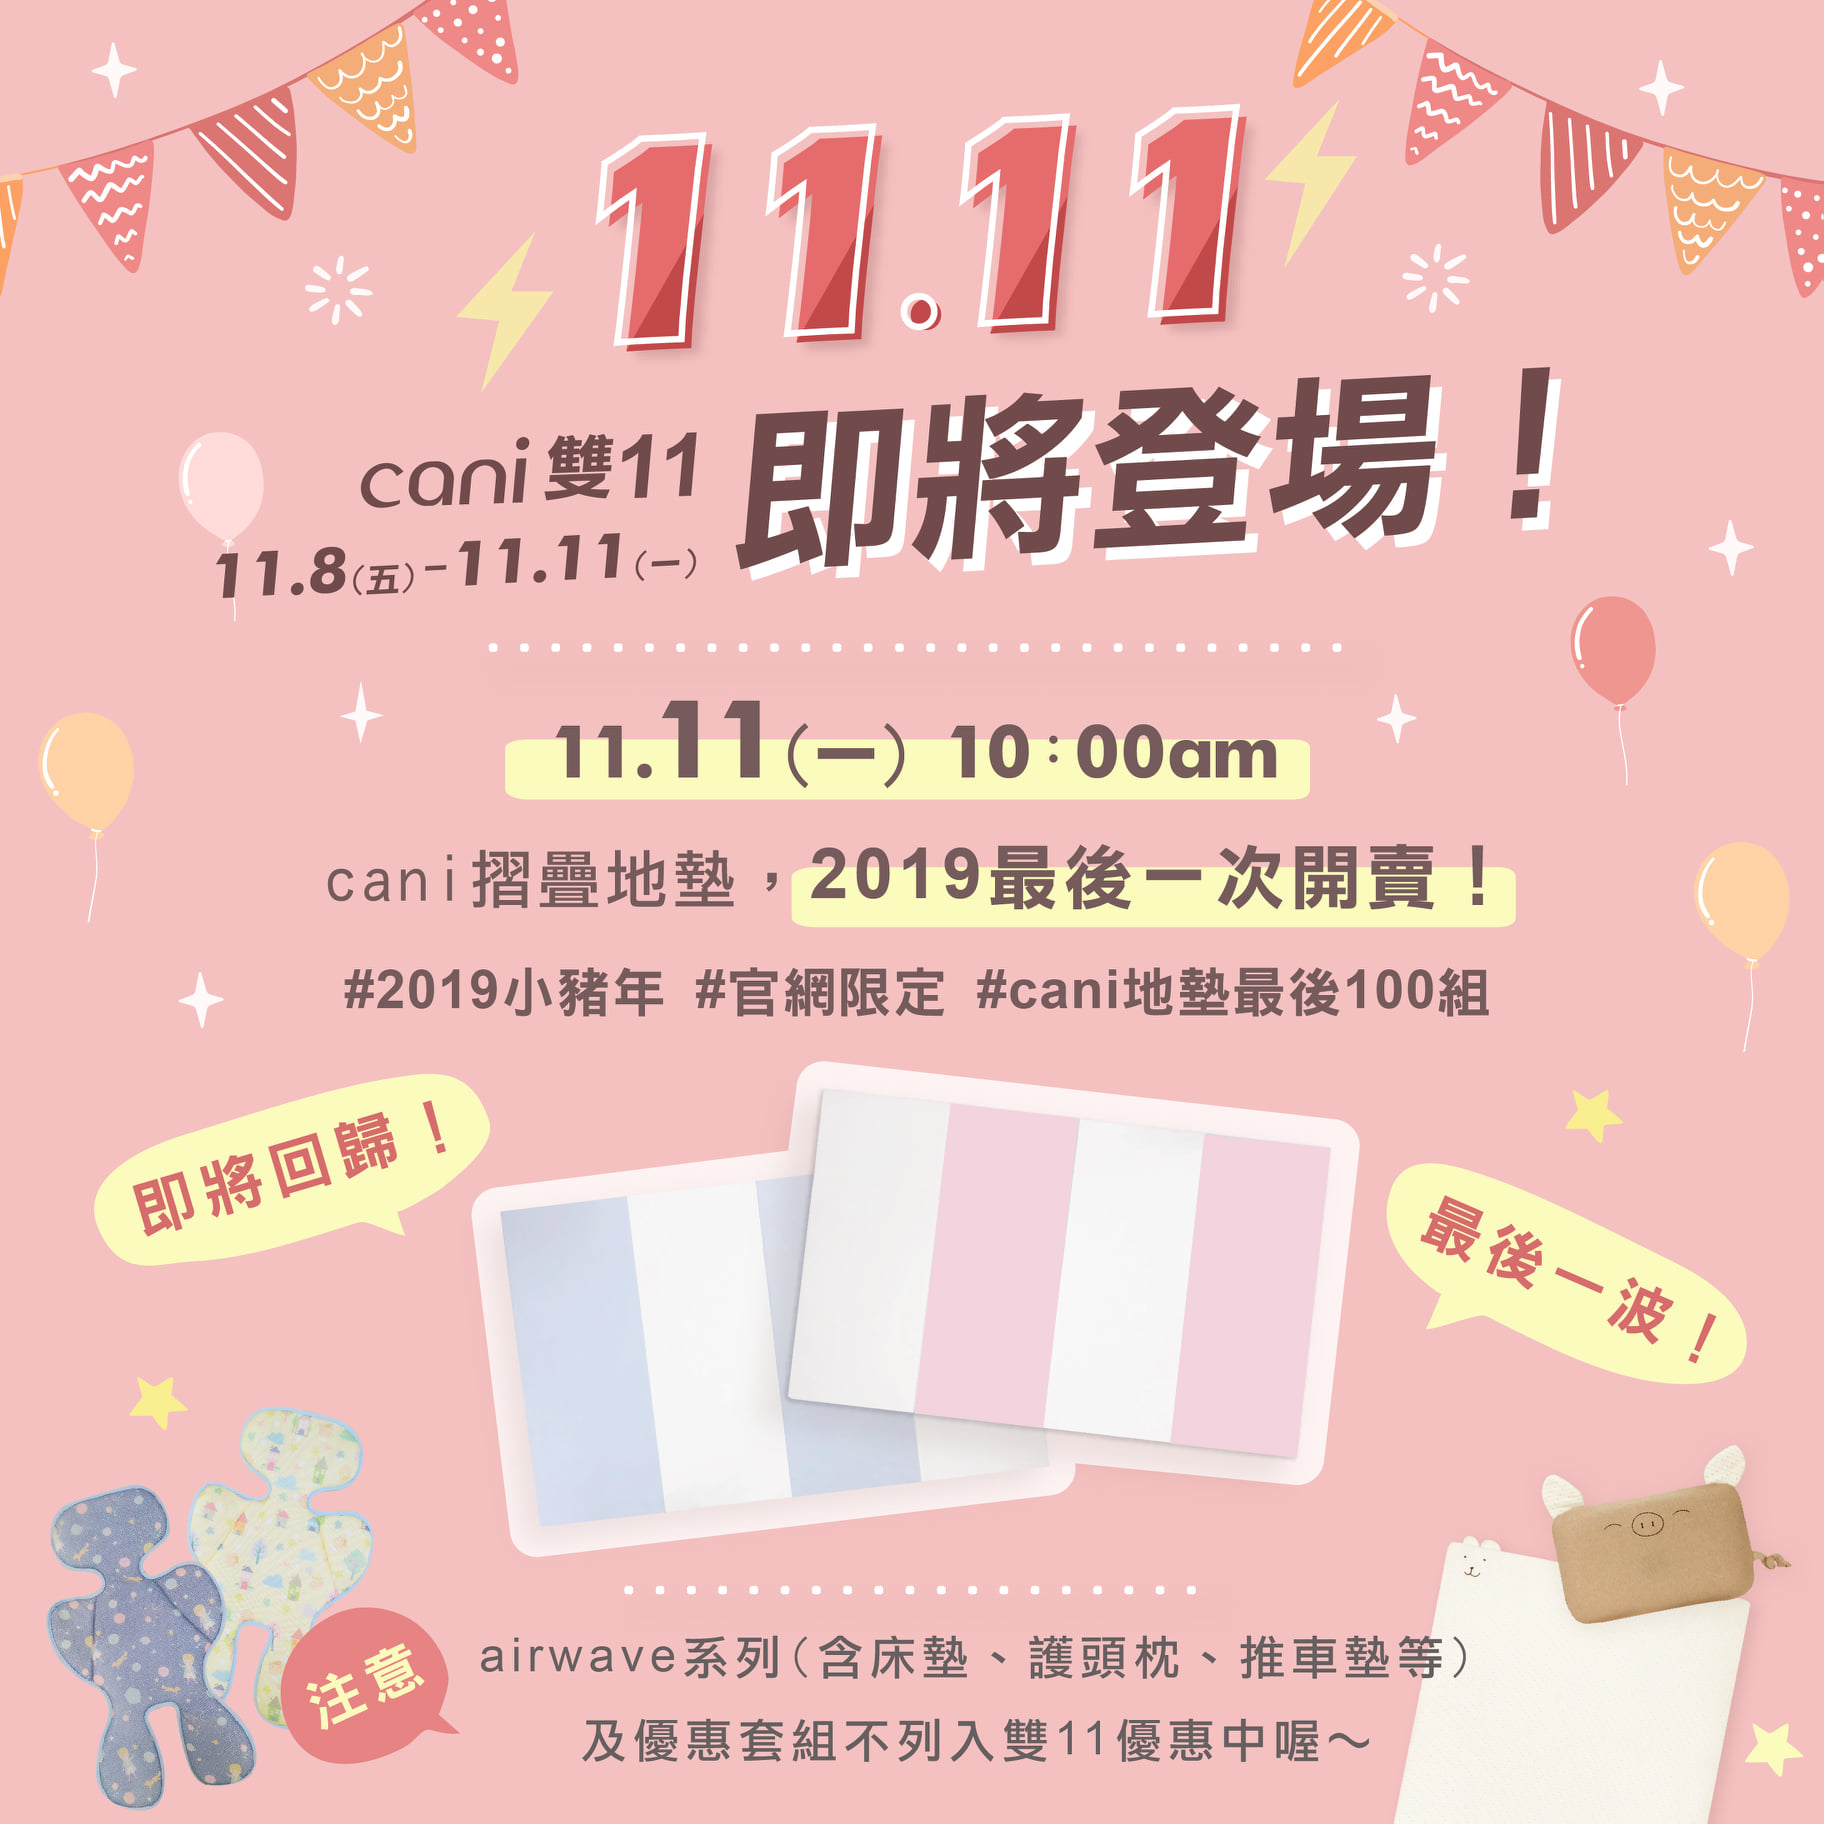 11.11
cani 雙11
11.8(五)-11.11(一)
即將登場!
11.11(一) 10:00am
cani摺疊地墊,2019最後一次開賣!
#2019小豬年 #官網限定 #cani地墊最後100組
即將回歸!
最後一波!
注意
airwave系列(含床墊、護頭枕、推車墊等)
及優惠套組不列入雙11優惠中喔~